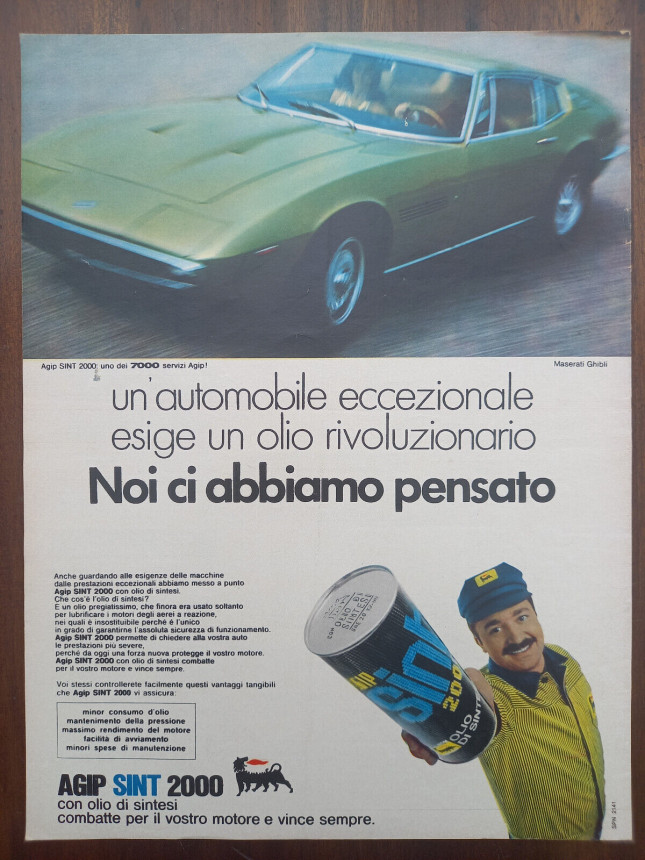 Agip SINT 2000: uno dei 7000 servizi Agip!
Maserati Ghibli
un'automobile eccezionale
esige un olio rivoluzionario
Noi ci abbiamo pensato
Anche guardando alle esigenze delle macchine
dalle prestazioni eccezionali abbiamo messo a punto
Agip SINT 2000 con olio di sintesi.
Che cos'è l'olio di sintesi?
E un olio pregiatissimo, che finora era usato soltanto
per lubrificare i motori degli aerei a reazione,
nei quali è insostituibile perché è l'unico
in grado di garantirne l'assoluta sicurezza di funzionamento.
Agip SINT 2000 permette di chiedere alla vostra auto
le prestazioni più severe,
perché da oggi una forza nuova protegge il vostro motore.
Agip SINT 2000 con olio di sintesi combatte
per il vostro motore e vince sempre.
Voi stessi controllerete facilmente questi vantaggi tangibili
che Agip SINT 2000 vi assicura:
minor consumo d'olio
mantenimento della pressione
massimo rendimento del motore
facilità di avviamento
minori spese di manutenzione
AGIP SINT 2000
con olio di sintesi
combatte per il vostro motore e vince sempre.
CON
OLIO DI
SINTESE
Agip
sint
2000
OLIO
DI SINT
SPN 2141